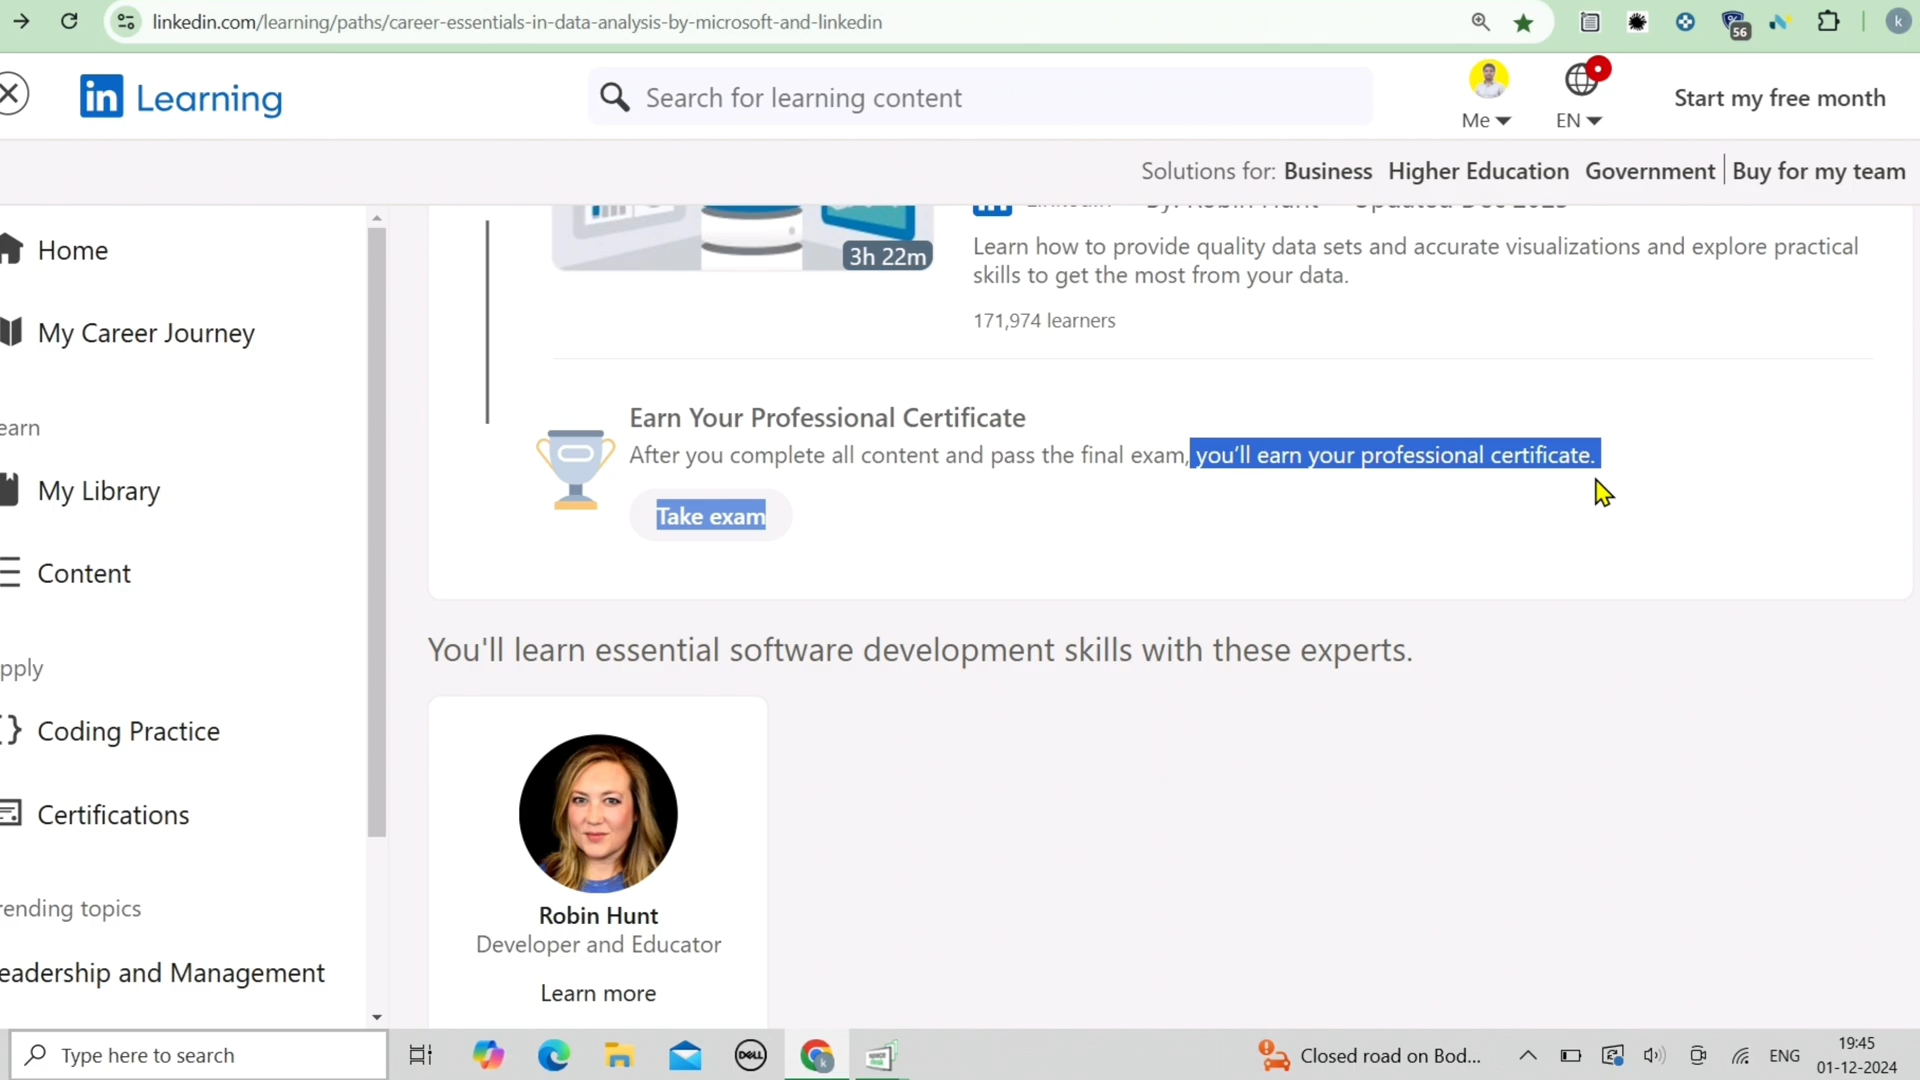 linkedin.com/learning/paths/career-essentials-in-data-analysis-by-microsoft-and-linkedin
56
k
in Learning
Search for learning content
Me
EN
Start my free month
Solutions for: Business Higher Education Government Buy for my team
Home
My Career Journey
earn
My Library
Content
pply
Coding Practice
Certifications
rending topics
eadership and Management
3h 22m
Learn how to provide quality data sets and accurate visualizations and explore practical
skills to get the most from your data.
171,974 learners
Earn Your Professional Certificate
After you complete all content and pass the final exam, you’ll earn your professional certificate.
Take exam
You'll learn essential software development skills with these experts.
Robin Hunt
Developer and Educator
Learn more
Type here to search
DELL
Closed road on Bod...
ENG
19:45
01-12-2024